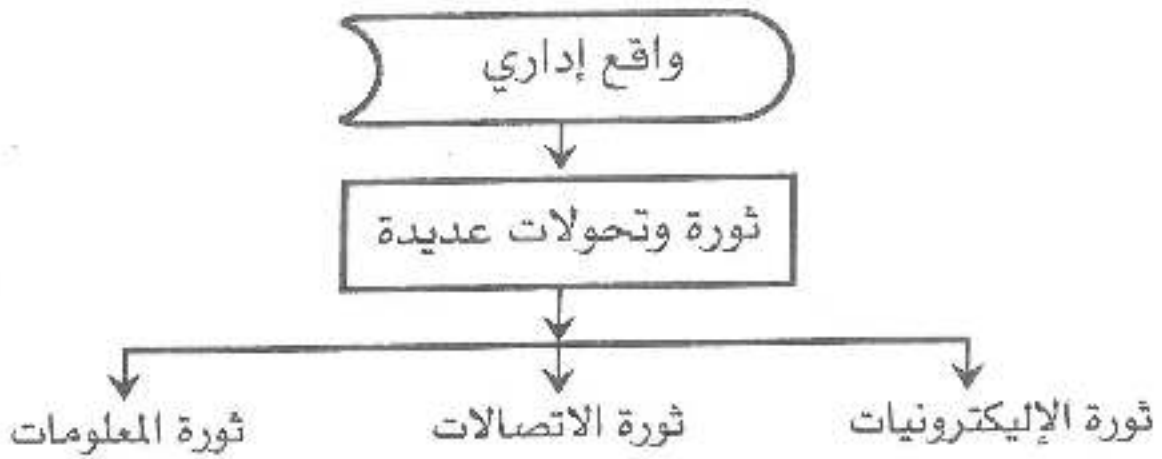 واقع إداري
ثورة وتحولات عديدة
ثورة الإليكترونيات
ثورة الاتصالات
ثورة المعلومات